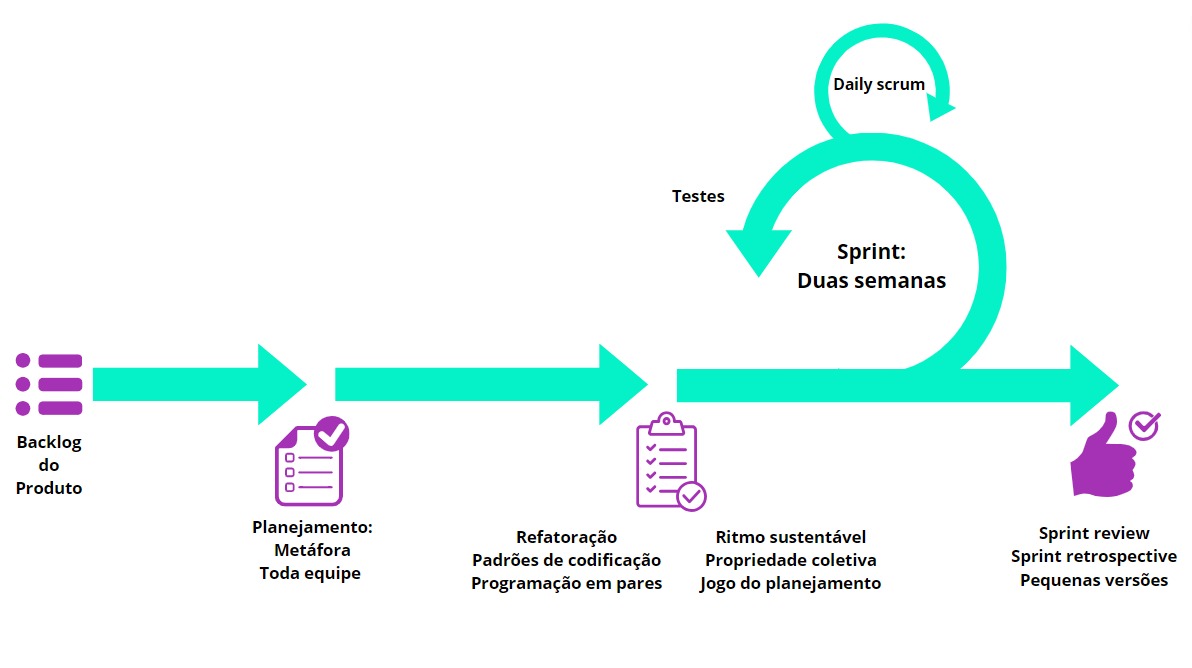 Daily scrum
Testes
Sprint:
Duas semanas
Backlog
do
Produto
Planejamento:
Metáfora
Toda equipe
Refatoração
Padrões de codificação
Programação em pares
Ritmo sustentável
Propriedade coletiva
Jogo do planejamento
Sprint review
Sprint retrospective
Pequenas versões